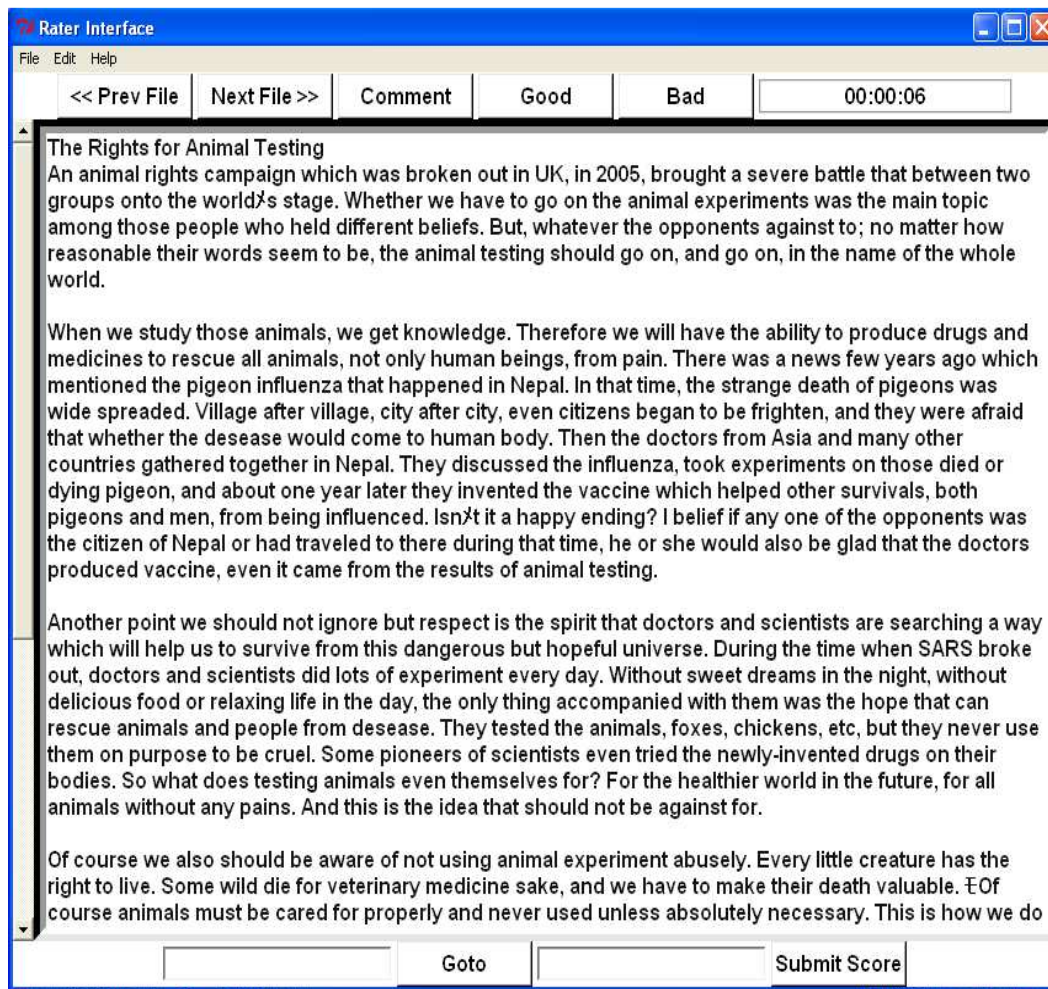 Rater Interface
File Edit Help
<< Prev File Next File >> Comment Good Bad 00:00:06
The Rights for Animal Testing
An animal rights campaign which was broken out in UK, in 2005, brought a severe battle that between two
groups onto the worldﾒs stage. Whether we have to go on the animal experiments was the main topic
among those people who held different beliefs. But, whatever the opponents against to; no matter how
reasonable their words seem to be, the animal testing should go on, and go on, in the name of the whole
world.
When we study those animals, we get knowledge. Therefore we will have the ability to produce drugs and
medicines to rescue all animals, not only human beings, from pain. There was a news few years ago which
mentioned the pigeon influenza that happened in Nepal. In that time, the strange death of pigeons was
wide spreaded. Village after village, city after city, even citizens began to be frighten, and they were afraid
that whether the desease would come to human body. Then the doctors from Asia and many other
countries gathered together in Nepal. They discussed the influenza, took experiments on those died or
dying pigeon, and about one year later they invented the vaccine which helped other survivals, both
pigeons and men, from being influenced. Isnﾒt it a happy ending? I belief if any one of the opponents was
the citizen of Nepal or had traveled to there during that time, he or she would also be glad that the doctors
produced vaccine, even it came from the results of animal testing.
Another point we should not ignore but respect is the spirit that doctors and scientists are searching a way
which will help us to survive from this dangerous but hopeful universe. During the time when SARS broke
out, doctors and scientists did lots of experiment every day. Without sweet dreams in the night, without
delicious food or relaxing life in the day, the only thing accompanied with them was the hope that can
rescue animals and people from desease. They tested the animals, foxes, chickens, etc, but they never use
them on purpose to be cruel. Some pioneers of scientists even tried the newly-invented drugs on their
bodies. So what does testing animals even themselves for? For the healthier world in the future, for all
animals without any pains. And this is the idea that should not be against for.
Of course we also should be aware of not using animal experiment abusely. Every little creature has the
right to live. Some wild die for veterinary medicine sake, and we have to make their death valuable. ﾓOf
course animals must be cared for properly and never used unless absolutely necessary. This is how we do
Goto Submit Score